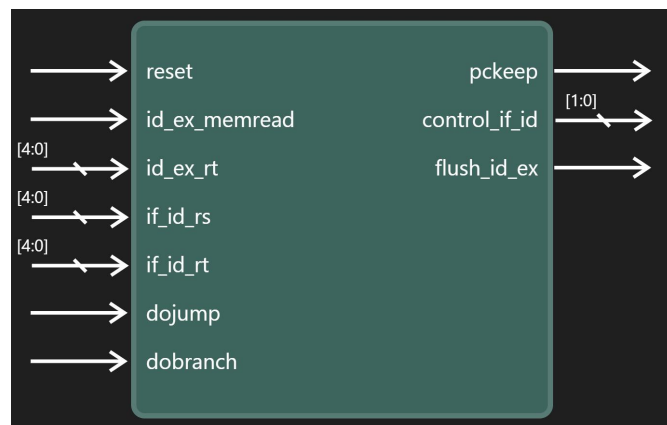 reset
pckeep
id_ex_memread
control_if_id
[1:0]
[4:0]
id_ex_rt
flush_id_ex
[4:0]
if_id_rs
[4:0]
if_id_rt
dojump
dobranch